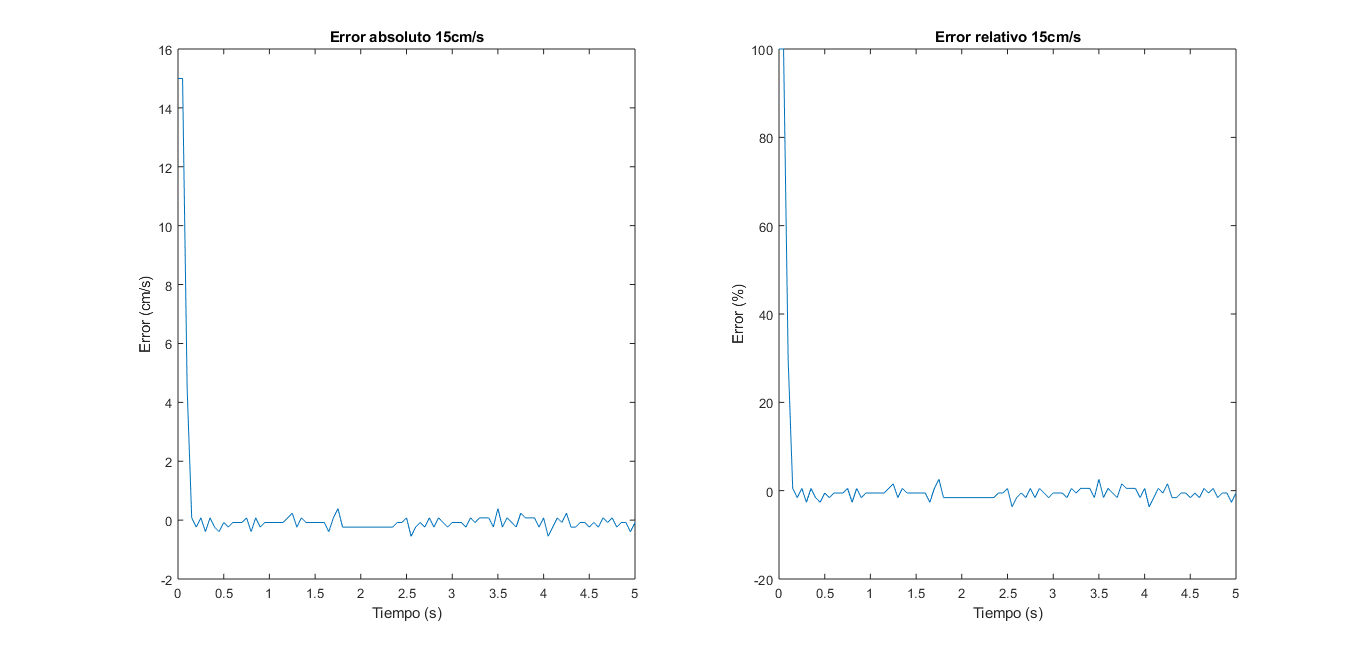 Error absoluto 15cm/s
16
14
12
10
8
6
4
2
0
-2
Error (cm/s)
0 0.5 1 1.5 2 2.5 3 3.5 4 4.5 5
Tiempo (s)
Error relativo 15cm/s
100
80
60
40
20
0
-20
Error (%)
0 0.5 1 1.5 2 2.5 3 3.5 4 4.5 5
Tiempo (s)